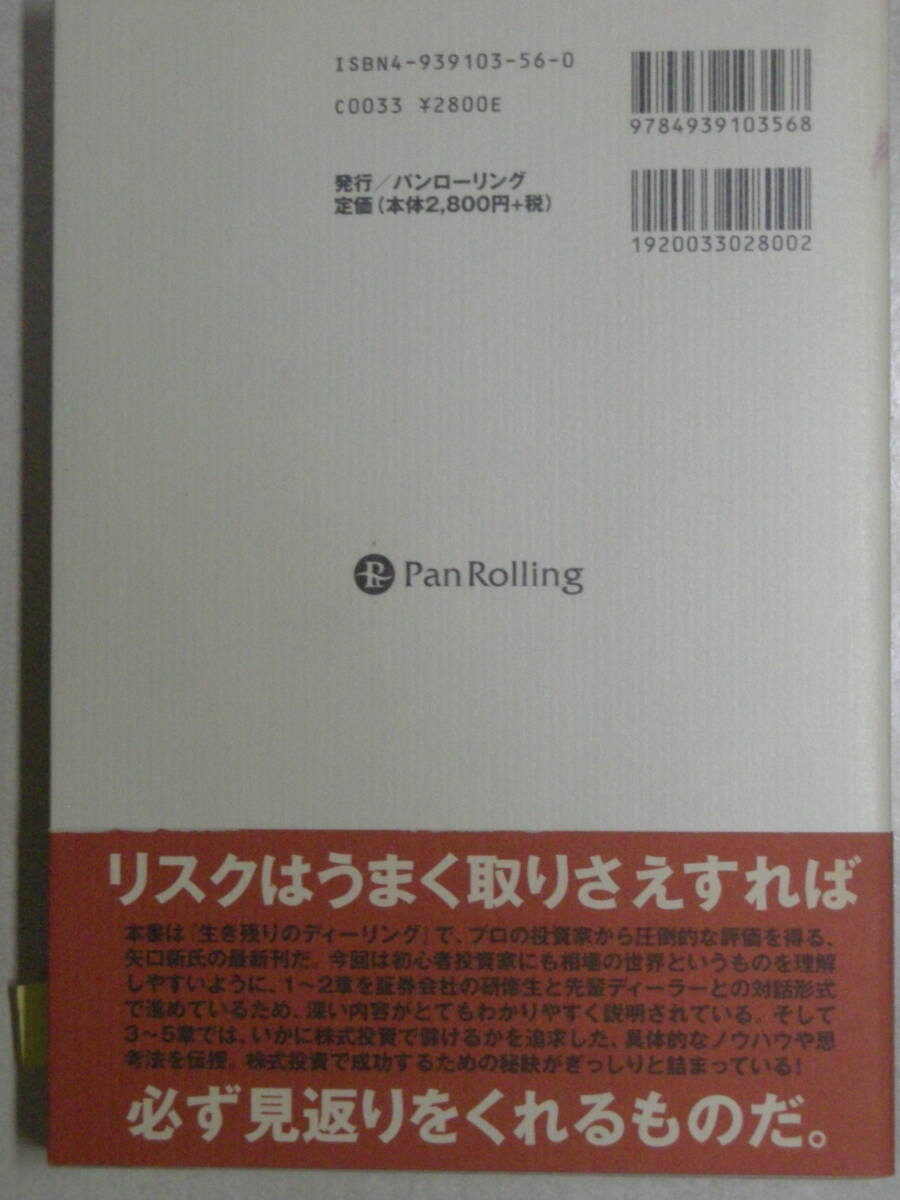 ISBN4-939103-56-0
C0033 ¥2800E
9784939103568
発行／パンローリング
定価（本体2,800円+税）
1920033028002
PanRolling
リスクはうまく取りさえすれば
本書は『生き残りのディーリング』で、プロの投資家から圧倒的な評価を得る、
矢口新氏の最新刊だ。今回は初心者投資家にも相場の世界というものを理解
しやすいように、1～2章を証券会社の研修生と先輩ディーラーとの対話形式
で進めているため、深い内容がとてもわかりやすく説明されている。そして
3～5章では、いかに株式投資で儲けるかを追求した、具体的なノウハウや思
考法を伝授。株式投資で成功するための秘訣がぎっしりと詰まっている！
必ず見返りをくれるものだ。